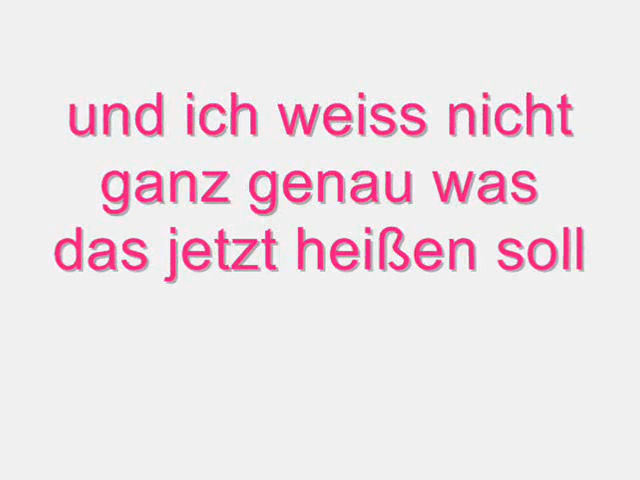 und ich weiss nicht
ganz genau was
das jetzt heißen soll